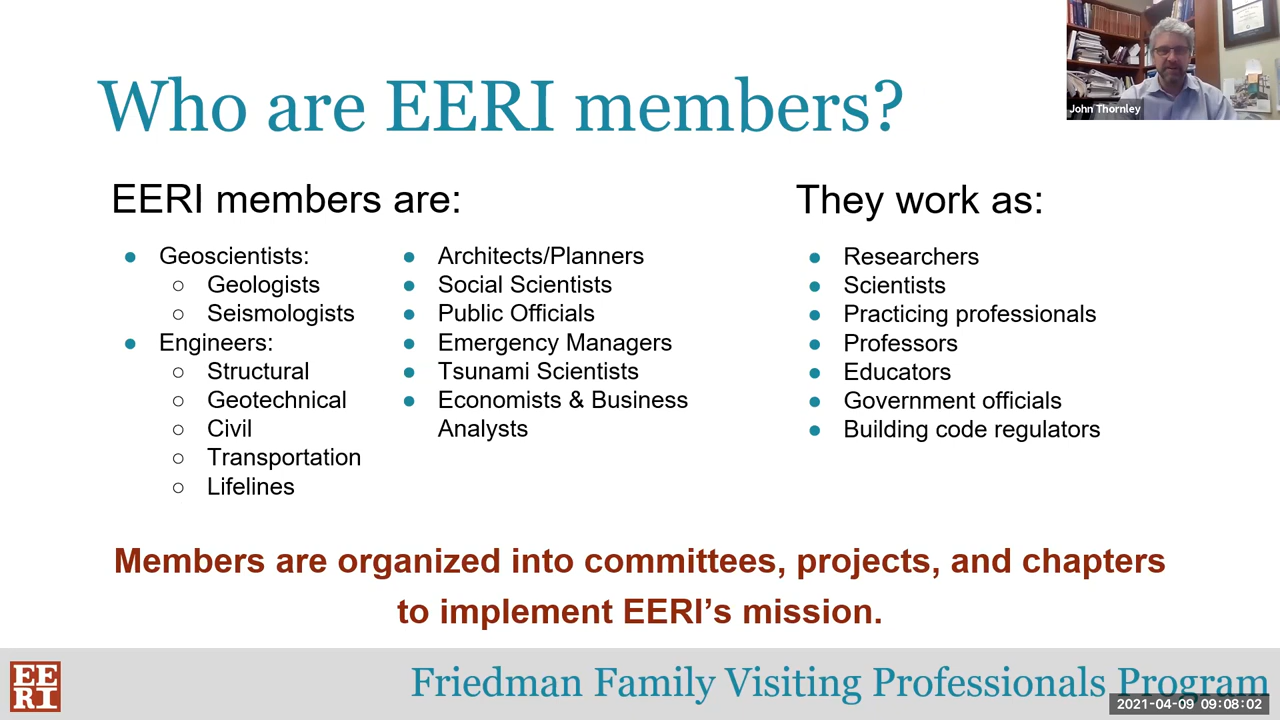 Who are EERI members?
John Thornley
EERI members are:
Geoscientists:
Geologists
Seismologists
Engineers:
Structural
Geotechnical
Civil
Transportation
Lifelines
Architects/Planners
Social Scientists
Public Officials
Emergency Managers
Tsunami Scientists
Economists & Business
Analysts
They work as:
Researchers
Scientists
Practicing professionals
Professors
Educators
Government officials
Building code regulators
Members are organized into committees, projects, and chapters
to implement EERI’s mission.
EE
RI
Friedman Family Visiting Professionals Program
2021-04-09 09:08:02